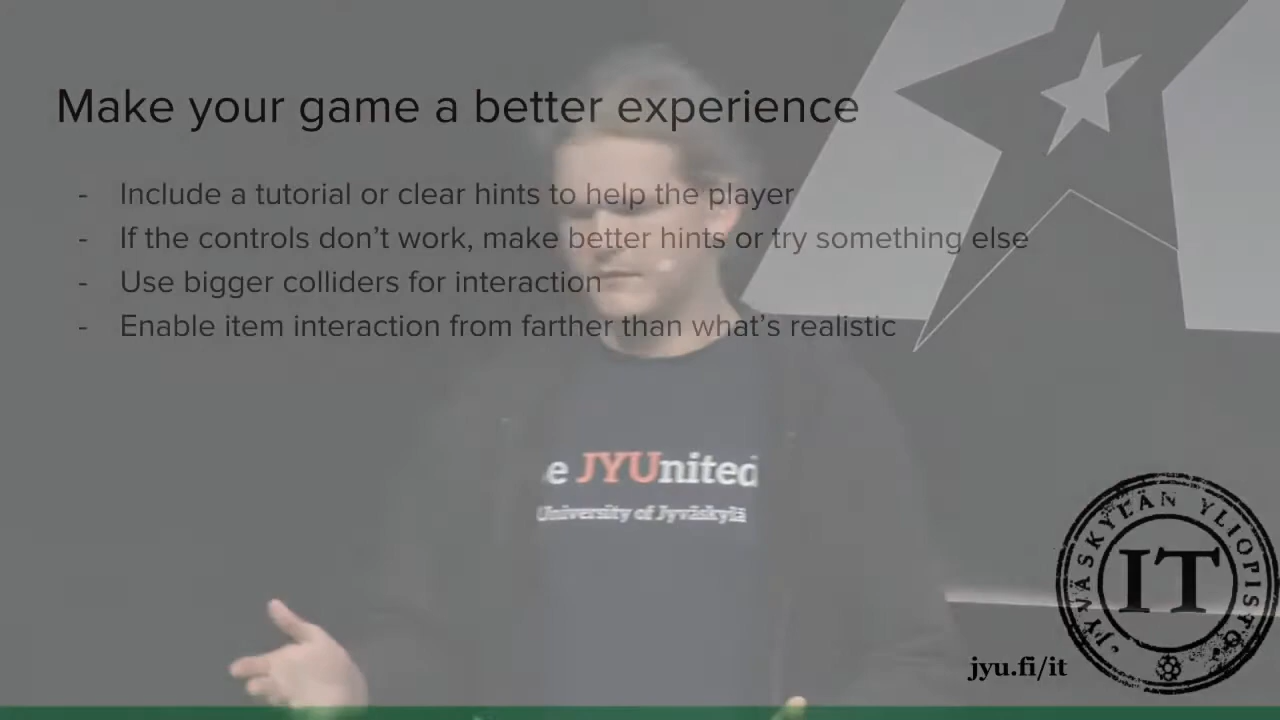 Make your game a better experience
- Include a tutorial or clear hints to help the player
- If the controls don't work, make better hints or try something else
- Use bigger colliders for interaction
- Enable item interaction from farther than what's realistic
e JYUnited
University of Jyväskylä
JYVÄSKYLÄN YLIOPISTO
IT
jyu.fi/it